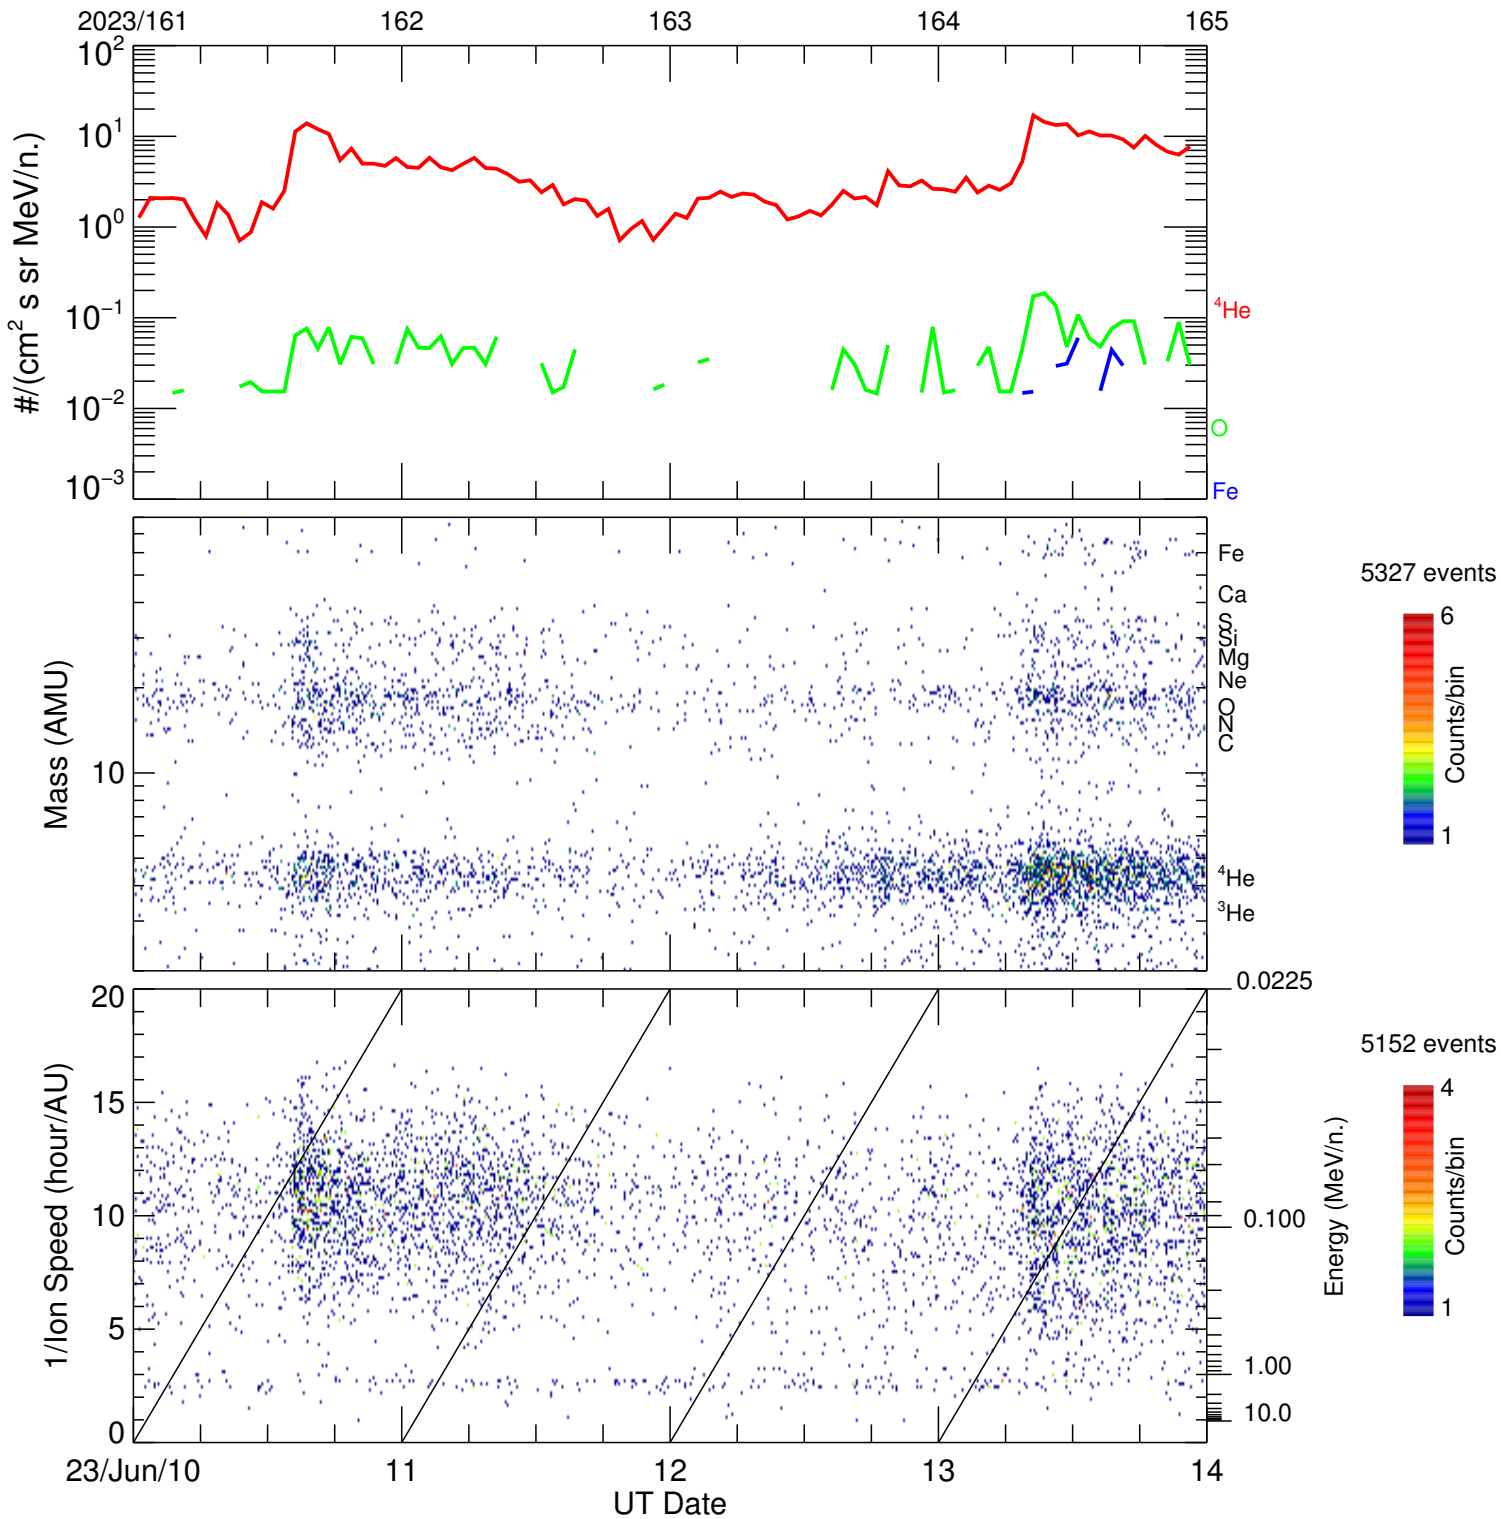 2023/161 162 163 164 165
10²
10¹
10⁰
10⁻¹
10⁻²
10⁻³
#/(cm² s sr MeV/n.)
⁴He
O
Fe
Mass (AMU)
10
Fe
Ca
S
Si
Mg
Ne
O
N
C
⁴He
³He
5327 events
6
Counts/bin
1
1/Ion Speed (hour/AU)
20
15
10
5
0
0.0225
0.100
1.00
10.0
Energy (MeV/n.)
5152 events
4
Counts/bin
1
23/Jun/10 11 12 13 14
UT Date